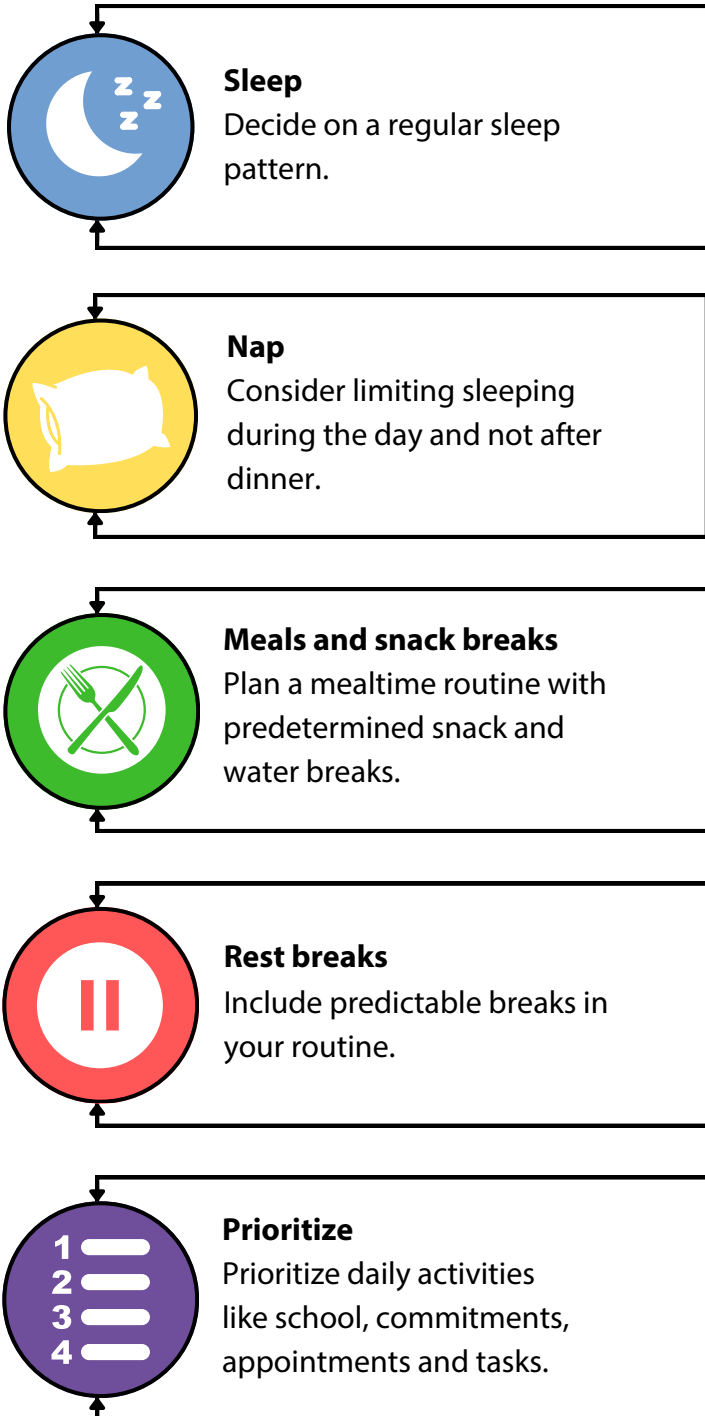 z z
z
Sleep
Decide on a regular sleep
pattern.
Nap
Consider limiting sleeping
during the day and not after
dinner.
Meals and snack breaks
Plan a mealtime routine with
predetermined snack and
water breaks.
Rest breaks
Include predictable breaks in
your routine.
1
2
3
4
Prioritize
Prioritize daily activities
like school, commitments,
appointments and tasks.